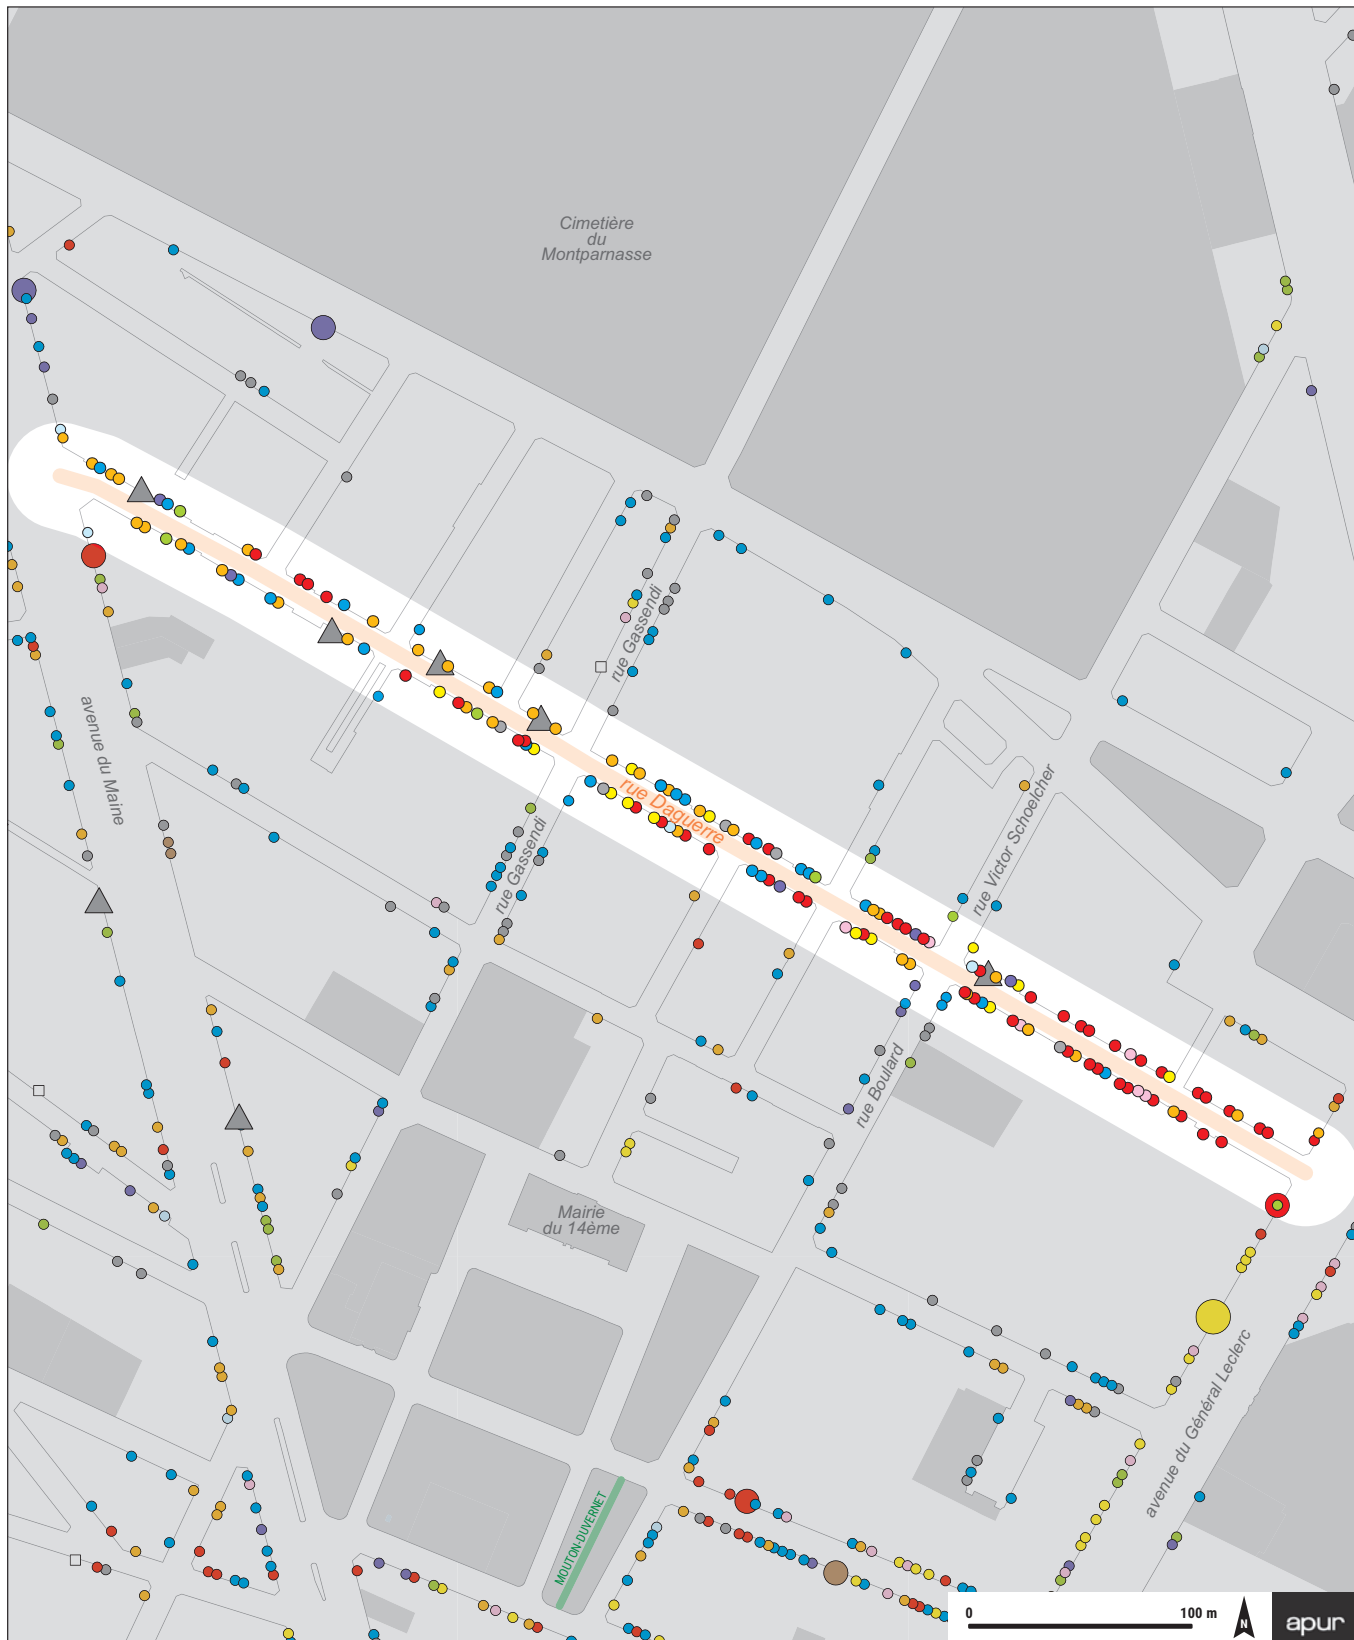 Cimetière
du
Montparnasse
rue Gassendi
avenue du Maine
rue Daguerre
rue Victor Schoelcher
rue Gassendi
rue Boulard
Mairie
du 14ème
avenue du Général Leclerc
MOUTON-DUVERNET
0 100 m
N
apur